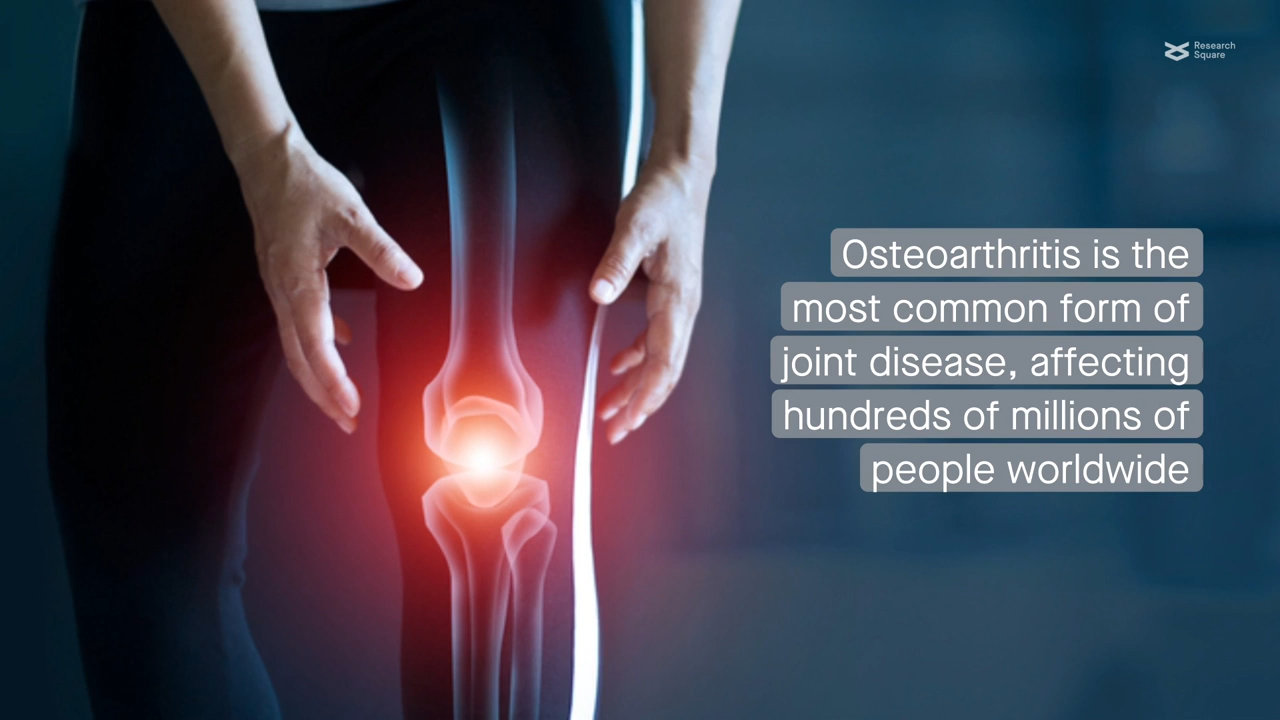 Research
Square
Osteoarthritis is the
most common form of
joint disease, affecting
hundreds of millions of
people worldwide